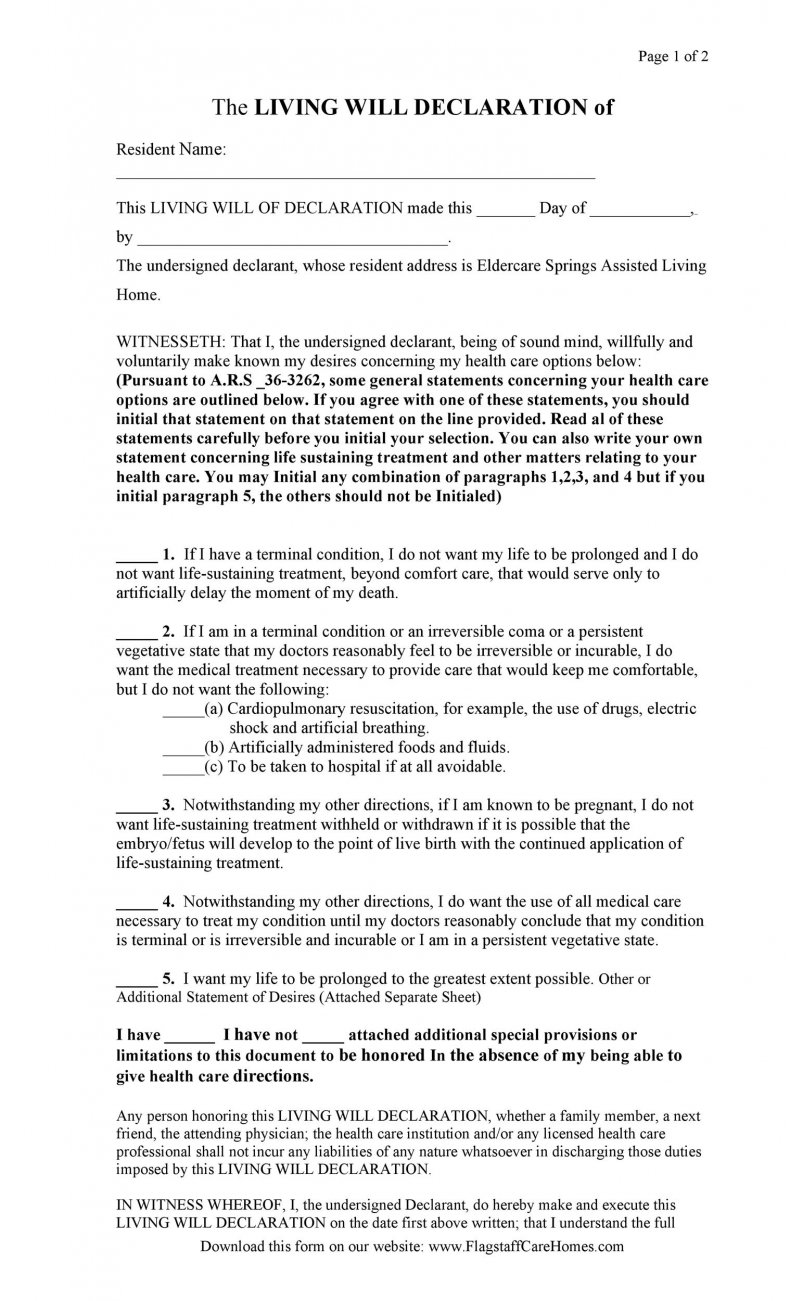 Page 1 of 2
The LIVING WILL DECLARATION of
Resident Name:
_______________________________________________________
This LIVING WILL OF DECLARATION made this _______ Day of ____________,
by _____________________________________.
The undersigned declarant, whose resident address is Eldercare Springs Assisted Living
Home.
WITNESSETH: That I, the undersigned declarant, being of sound mind, willfully and
voluntarily make known my desires concerning my health care options below:
(Pursuant to A.R.S _36-3262, some general statements concerning your health care
options are outlined below. If you agree with one of these statements, you should
initial that statement on that statement on the line provided. Read al of these
statements carefully before you initial your selection. You can also write your own
statement concerning life sustaining treatment and other matters relating to your
health care. You may Initial any combination of paragraphs 1,2,3, and 4 but if you
initial paragraph 5, the others should not be Initialed)
_____ 1. If I have a terminal condition, I do not want my life to be prolonged and I do
not want life-sustaining treatment, beyond comfort care, that would serve only to
artificially delay the moment of my death.
_____ 2. If I am in a terminal condition or an irreversible coma or a persistent
vegetative state that my doctors reasonably feel to be irreversible or incurable, I do
want the medical treatment necessary to provide care that would keep me comfortable,
but I do not want the following:
_____(a) Cardiopulmonary resuscitation, for example, the use of drugs, electric
shock and artificial breathing.
_____(b) Artificially administered foods and fluids.
_____(c) To be taken to hospital if at all avoidable.
_____ 3. Notwithstanding my other directions, if I am known to be pregnant, I do not
want life-sustaining treatment withheld or withdrawn if it is possible that the
embryo/fetus will develop to the point of live birth with the continued application of
life-sustaining treatment.
_____ 4. Notwithstanding my other directions, I do want the use of all medical care
necessary to treat my condition until my doctors reasonably conclude that my condition
is terminal or is irreversible and incurable or I am in a persistent vegetative state.
_____ 5. I want my life to be prolonged to the greatest extent possible. Other or
Additional Statement of Desires (Attached Separate Sheet)
I have ______ I have not _____ attached additional special provisions or
limitations to this document to be honored In the absence of my being able to
give health care directions.
Any person honoring this LIVING WILL DECLARATION, whether a family member, a next
friend, the attending physician; the health care institution and/or any licensed health care
professional shall not incur any liabilities of any nature whatsoever in discharging those duties
imposed by this LIVING WILL DECLARATION.
IN WITNESS WHEREOF, I, the undersigned Declarant, do hereby make and execute this
LIVING WILL DECLARATION on the date first above written; that I understand the full
Download this form on our website: www.FlagstaffCareHomes.com